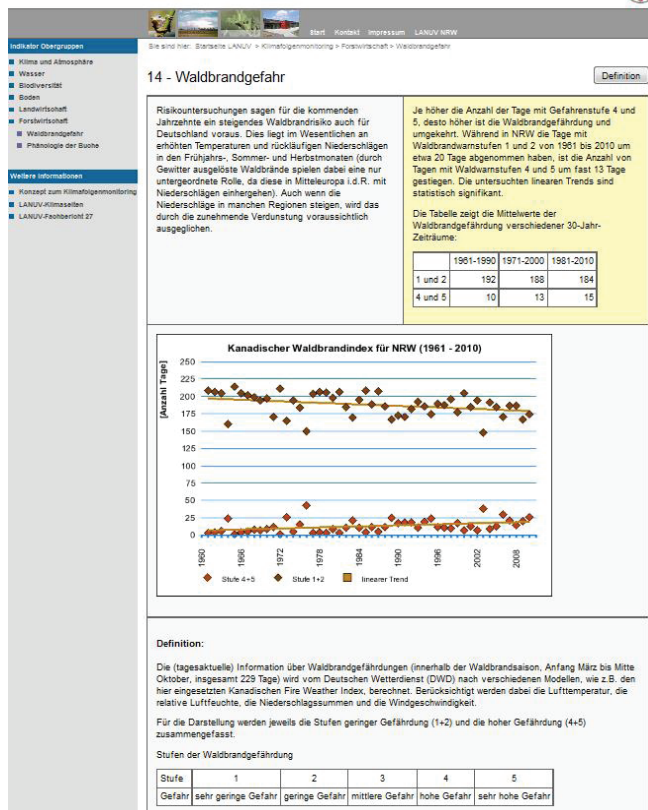 Start Kontakt Impressum LANUV NRW
Indikator Obergruppen
Klima und Atmosphäre
Wasser
Biodiversität
Boden
Landwirtschaft
Forstwirtschaft
Waldbrandgefahr
Phänologie der Buche
Weitere Informationen
Konzept zum Klimafolgenmonitoring
LANUV-Klimaseiten
LANUV-Fachbericht 27
Sie sind hier: Startseite LANUV > Klimafolgenmonitoring > Forstwirtschaft > Waldbrandgefahr
14 - Waldbrandgefahr
Definition
Risikountersuchungen sagen für die kommenden
Jahrzehnte ein steigendes Waldbrandrisiko auch für
Deutschland voraus. Dies liegt im Wesentlichen an
erhöhten Temperaturen und rückläufigen Niederschlägen
in den Frühjahrs-, Sommer- und Herbstmonaten (durch
Gewitter ausgelöste Waldbrände spielen dabei eine nur
untergeordnete Rolle, da diese in Mitteleuropa i.d.R. mit
Niederschlägen einhergehen). Auch wenn die
Niederschläge in manchen Regionen steigen, wird das
durch die zunehmende Verdunstung voraussichtlich
ausgeglichen.
Je höher die Anzahl der Tage mit Gefahrenstufe 4 und
5, desto höher ist die Waldbrandgefährdung und
umgekehrt. Während in NRW die Tage mit
Waldbrandwarnstufen 1 und 2 von 1961 bis 2010 um
etwa 20 Tage abgenommen haben, ist die Anzahl von
Tagen mit Waldwarnstufen 4 und 5 um fast 13 Tage
gestiegen. Die untersuchten linearen Trends sind
statistisch signifikant.
Die Tabelle zeigt die Mittelwerte der
Waldbrandgefährdung verschiedener 30-Jahr-
Zeiträume:
1961-1990 1971-2000 1981-2010
1 und 2 192 188 184
4 und 5 10 13 15
Kanadischer Waldbrandindex für NRW (1961 - 2010)
[Anzahl Tage]
250
225
200
175
150
125
100
75
50
25
0
1960 1966 1972 1978 1984 1990 1996 2002 2008
Stufe 4+5 Stufe 1+2 linearer Trend
Definition:
Die (tagesaktuelle) Information über Waldbrandgefährdungen (innerhalb der Waldbrandsaison, Anfang März bis Mitte
Oktober, insgesamt 229 Tage) wird vom Deutschen Wetterdienst (DWD) nach verschiedenen Modellen, wie z.B. den
hier eingesetzten Kanadischen Fire Weather Index, berechnet. Berücksichtigt werden dabei die Lufttemperatur, die
relative Luftfeuchte, die Niederschlagssummen und die Windgeschwindigkeit.
Für die Darstellung werden jeweils die Stufen geringer Gefährdung (1+2) und die hoher Gefährdung (4+5)
zusammengefasst.
Stufen der Waldbrandgefährdung
Stufe 1 2 3 4 5
Gefahr sehr geringe Gefahr geringe Gefahr mittlere Gefahr hohe Gefahr sehr hohe Gefahr